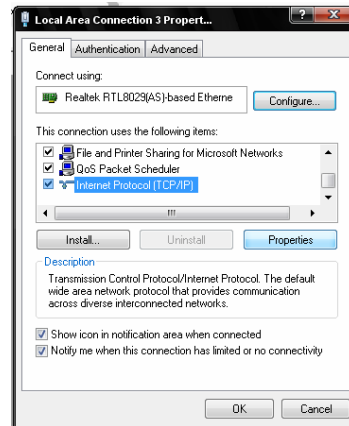 Local Area Connection 3 Propert...
General Authentication Advanced
Connect using:
Realtek RTL8029(AS)-based Etherne
Configure...
This connection uses the following items:
File and Printer Sharing for Microsoft Networks
QoS Packet Scheduler
Internet Protocol (TCP/IP)
Install... Uninstall Properties
Description
Transmission Control Protocol/Internet Protocol. The default
wide area network protocol that provides communication
across diverse interconnected networks.
Show icon in notification area when connected
Notify me when this connection has limited or no connectivity
OK Cancel